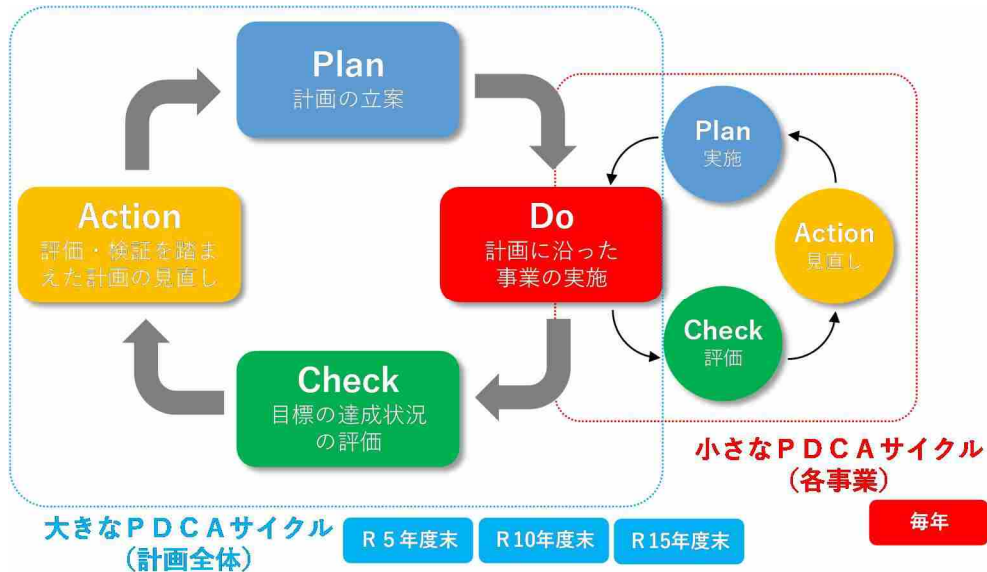 Plan
計画の立案
Do
計画に沿った
事業の実施
Check
目標の達成状況
の評価
Action
評価・検証を踏ま
えた計画の見直し
Plan
実施
Check
評価
Action
見直し
大きなＰＤＣＡサイクル
（計画全体）
Ｒ５年度末
Ｒ10年度末
Ｒ15年度末
小さなＰＤＣＡサイクル
（各事業）
毎年